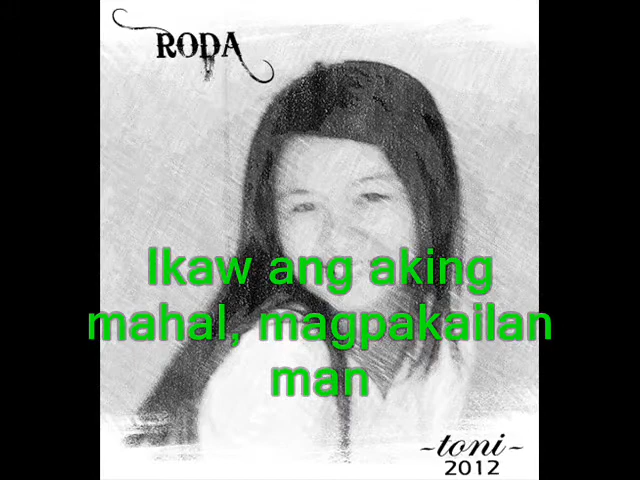 RODA
Ikaw ang aking
mahal, magpakailan
man
~toni~
2012